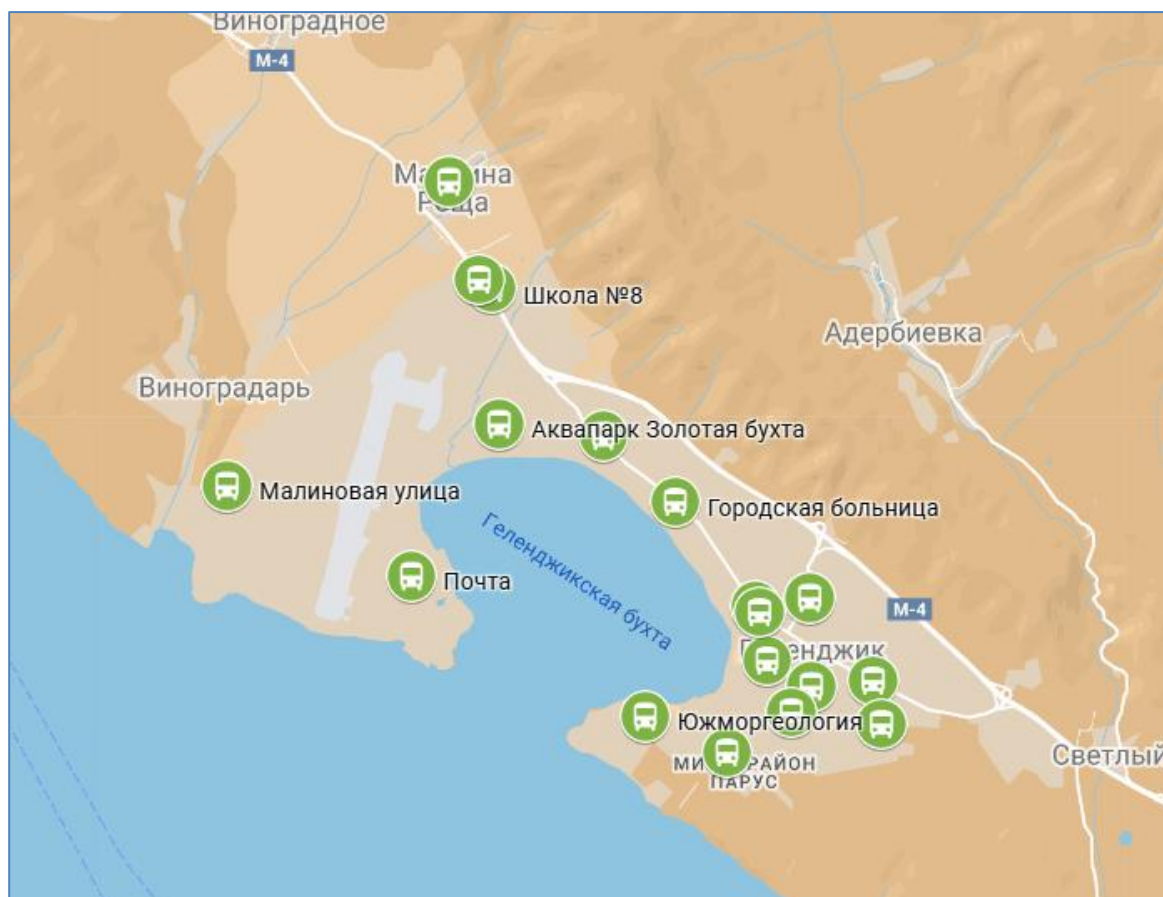 Виноградное
М-4
Роща
Школа №8
Адербиевка
Виноградарь
Аквапарк Золотая бухта
Малиновая улица
Городская больница
Геленджикская бухта
Почта
М-4
Южморгеология
ПАРУС
Светлый